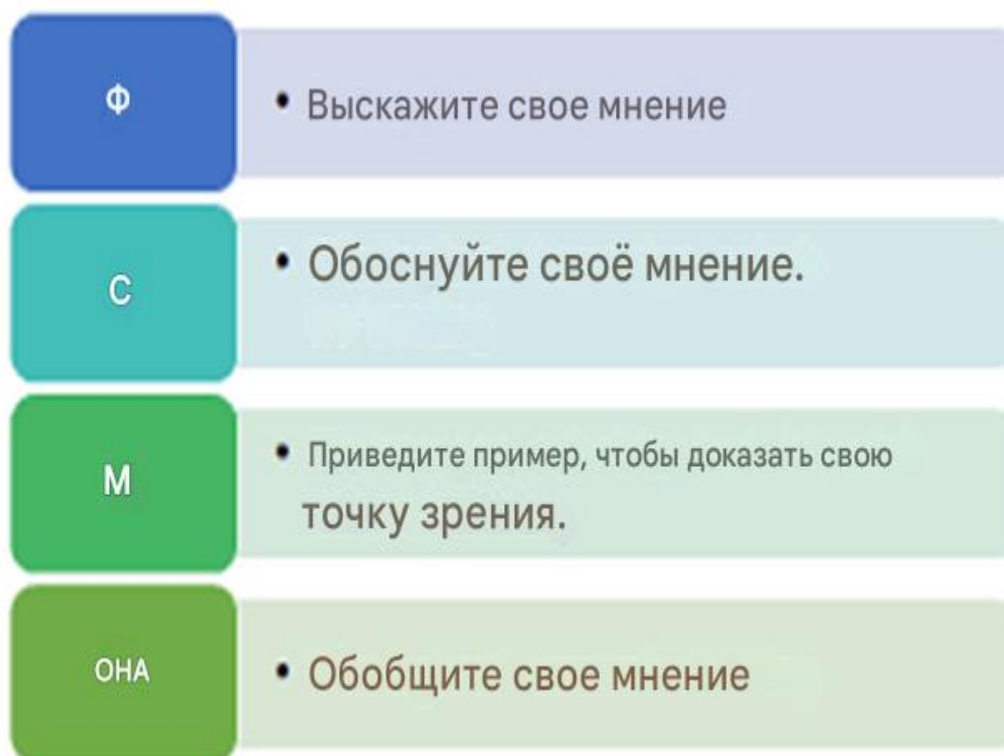 Ф
• Выскажите свое мнение
С
• Обоснуйте своё мнение.
М
• Приведите пример, чтобы доказать свою
точку зрения.
ОНА
• Обобщите свое мнение